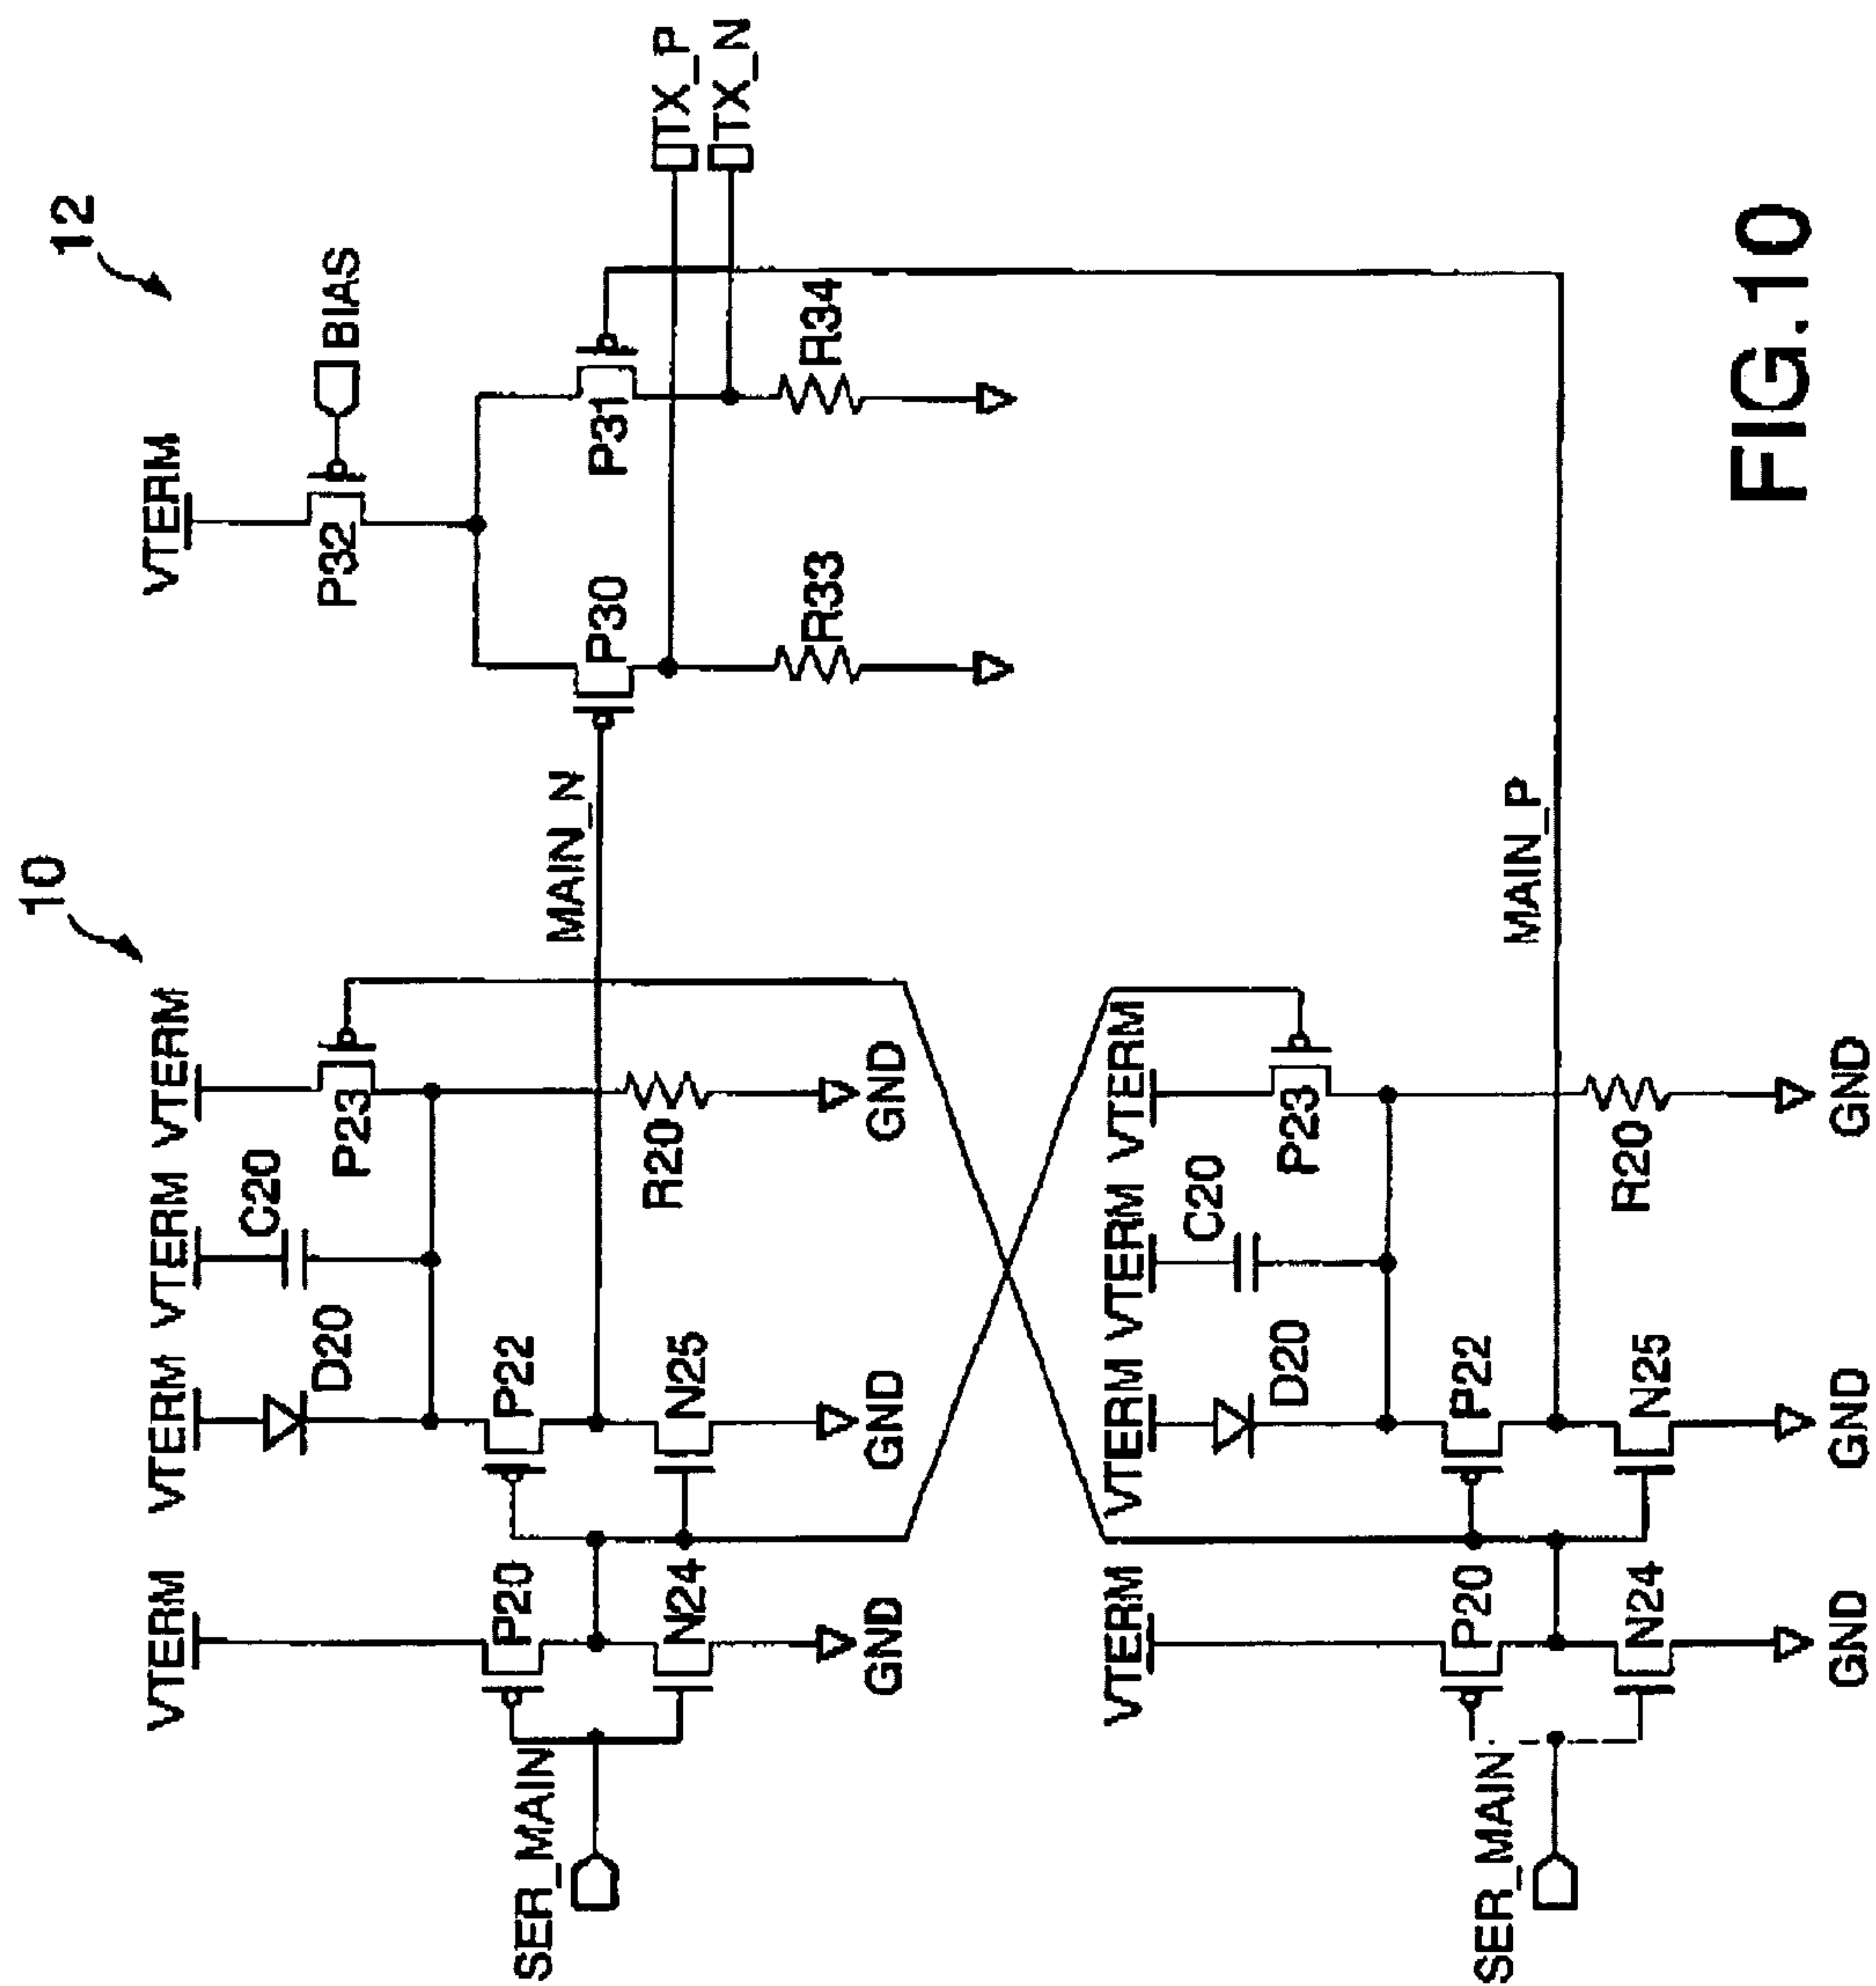 10
12
VTERM
VTERM
VTERM
VTERM
VTERM
D20
C20
P23
P32
BIAS
P20
P22
MAIN_N
P30
P31
TX_P
TX_N
SER_MAIN
N24
N25
R20
R33
R34
GND
GND
GND
VTERM
VTERM
VTERM
VTERM
D20
C20
P23
P20
P22
MAIN_P
SER_MAIN
N24
N25
R20
GND
GND
GND
FIG.10